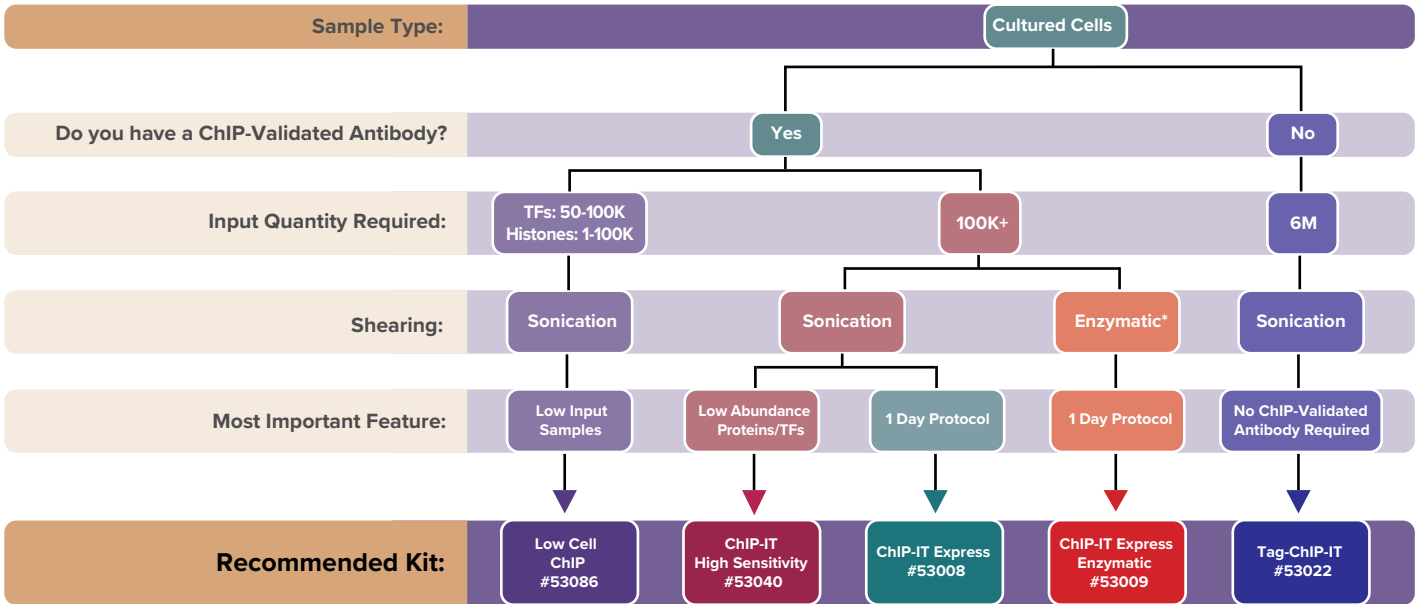 Sample Type:
Cultured Cells
Do you have a ChIP-Validated Antibody?
Yes
No
Input Quantity Required:
TFs: 50-100K
Histones: 1-100K
100K+
6M
Shearing:
Sonication
Sonication
Enzymatic*
Sonication
Most Important Feature:
Low Input
Samples
Low Abundance
Proteins/TFs
1 Day Protocol
1 Day Protocol
No ChIP-Validated
Antibody Required
Recommended Kit:
Low Cell
ChIP
#53086
ChIP-IT
High Sensitivity
#53040
ChIP-IT Express
#53008
ChIP-IT Express
Enzymatic
#53009
Tag-ChIP-IT
#53022